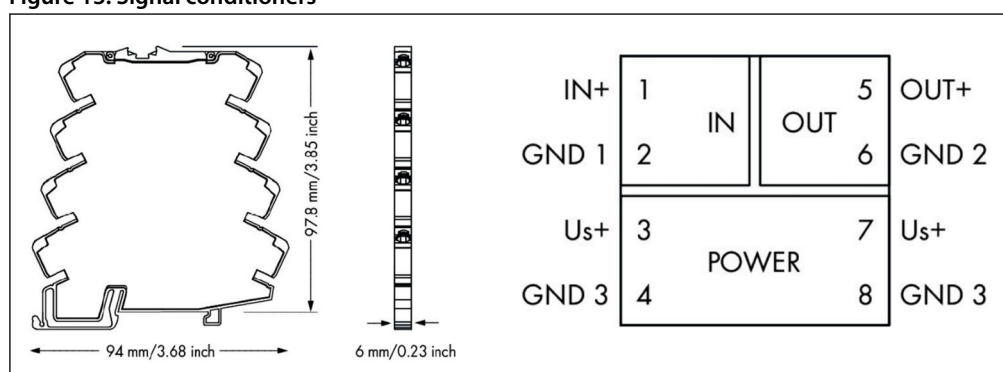 Figure 13. Signal conditioners
97.8 mm/3.85 inch
94 mm/3.68 inch
6 mm/0.23 inch
IN+ 1 5 OUT+
IN OUT
GND 1 2 6 GND 2
Us+ 3 7 Us+
POWER
GND 3 4 8 GND 3